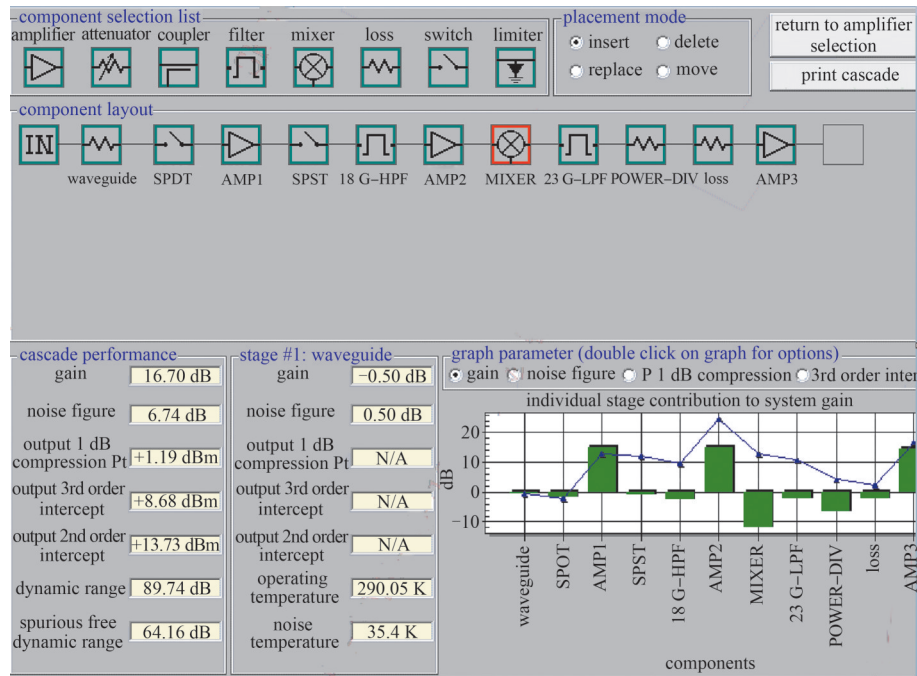 component selection list
amplifier attenuator coupler filter mixer loss switch limiter
placement mode
insert delete
replace move
return to amplifier
selection
print cascade
component layout
IN
waveguide SPDT AMP1 SPST 18 G-HPF AMP2 MIXER 23 G-LPF POWER-DIV loss AMP3
cascade performance
gain 16.70 dB
noise figure 6.74 dB
output 1 dB
compression Pt +1.19 dBm
output 3rd order
intercept +8.68 dBm
output 2nd order
intercept +13.73 dBm
dynamic range 89.74 dB
spurious free
dynamic range 64.16 dB
stage #1: waveguide
gain −0.50 dB
noise figure 0.50 dB
output 1 dB
compression Pt N/A
output 3rd order
intercept N/A
output 2nd order
intercept N/A
operating
temperature 290.05 K
noise
temperature 35.4 K
graph parameter (double click on graph for options)
gain noise figure P 1 dB compression 3rd order inter
individual stage contribution to system gain
dB
20
10
0
−10
waveguide
SPOT
AMP1
SPST
18 G-HPF
AMP2
MIXER
23 G-LPF
POWER-DIV
loss
AMP3
components